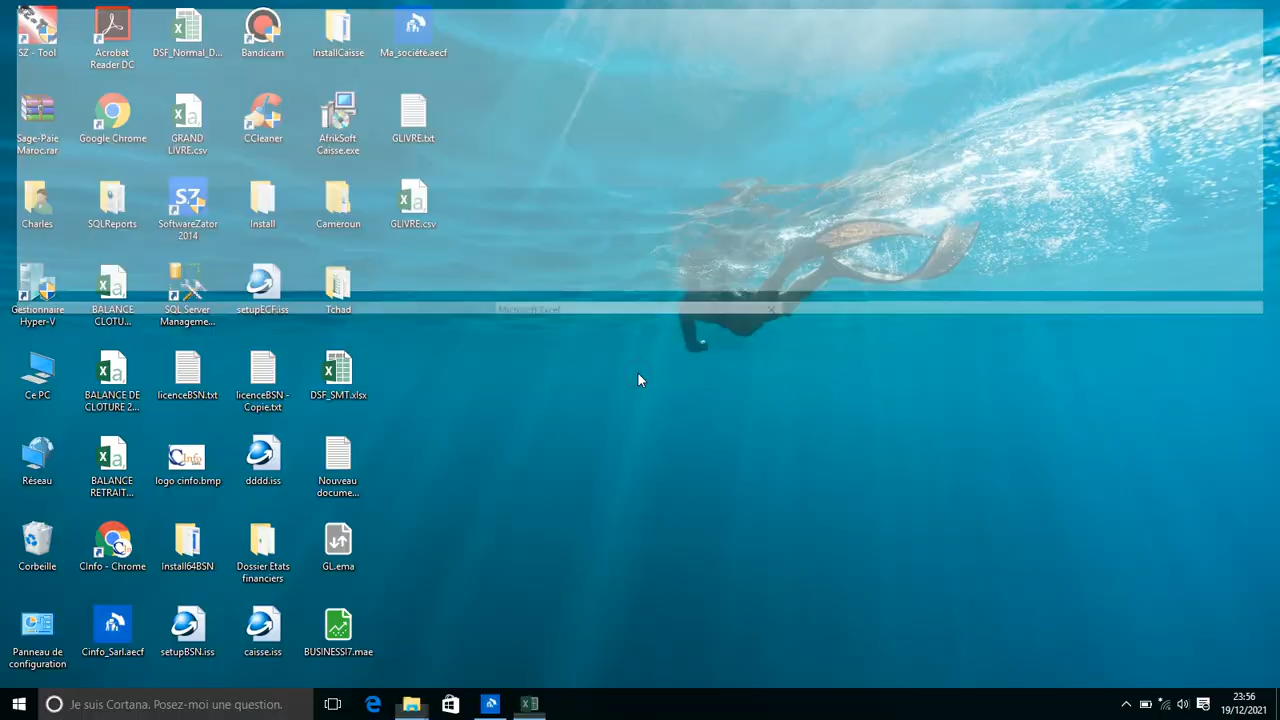 SZ - Tool
Acrobat
Reader DC
DSF_Normal_D...
Bandicam
InstallCaisse
Ma_société.aecf
Sage-Paie
Maroc.rar
Google Chrome
GRAND
LIVRE.csv
CCleaner
AfrikSoft
Caisse.exe
GLIVRE.txt
Charles
SQLReports
SZ
SoftwareZator
2014
Install
Cameroun
GLIVRE.csv
Gestionnaire
Hyper-V
BALANCE
CLOTU...
SQL Server
Manageme...
setupECF.iss
Tchad
Microsoft Excel
Ce PC
BALANCE DE
CLOTURE 2...
licenceBSN.txt
licenceBSN -
Copie.txt
DSF_SMT.xlsx
Réseau
BALANCE
RETRAIT...
CInfo
logo cinfo.bmp
dddd.iss
Nouveau
docume...
Corbeille
CInfo - Chrome
Install64BSN
Dossier Etats
financiers
GL.ema
Panneau de
configuration
Cinfo_Sarl.aecf
setupBSN.iss
caisse.iss
BUSINESSI7.mae
Je suis Cortana. Posez-moi une question.
23:56
19/12/2021